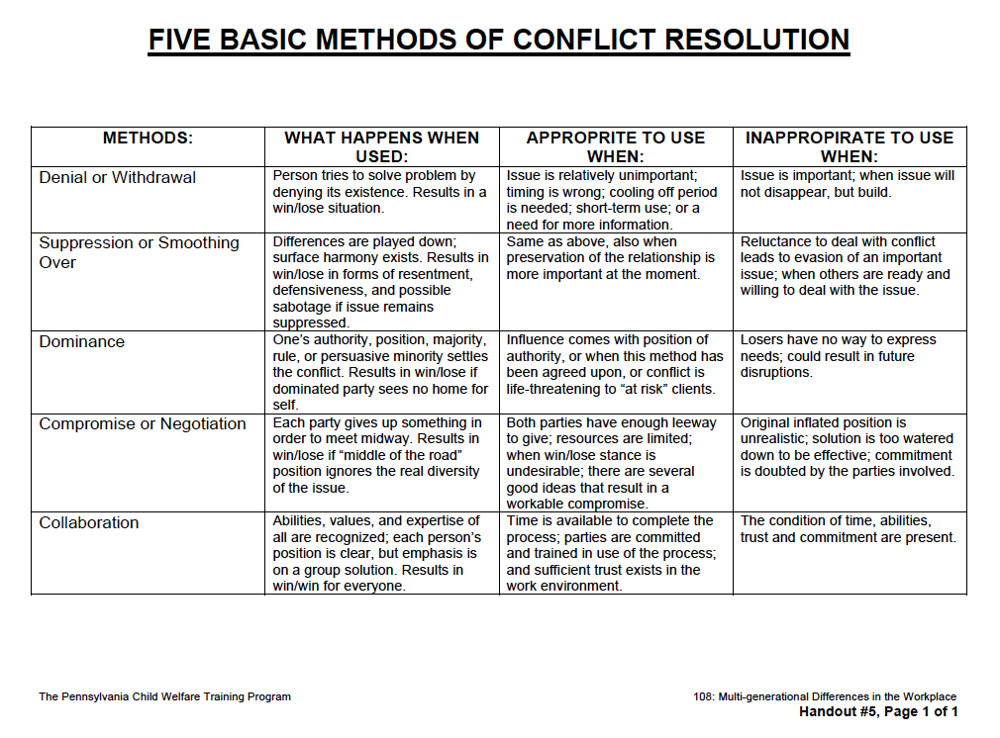 FIVE BASIC METHODS OF CONFLICT RESOLUTION
METHODS:
WHAT HAPPENS WHEN
USED:
APPROPRITE TO USE
WHEN:
INAPPROPIRATE TO USE
WHEN:
Denial or Withdrawal
Person tries to solve problem by
denying its existence. Results in a
win/lose situation.
Issue is relatively unimportant;
timing is wrong; cooling off period
is needed; short-term use; or a
need for more information.
Issue is important; when issue will
not disappear, but build.
Suppression or Smoothing
Over
Differences are played down;
surface harmony exists. Results in
win/lose in forms of resentment,
defensiveness, and possible
sabotage if issue remains
suppressed.
Same as above, also when
preservation of the relationship is
more important at the moment.
Reluctance to deal with conflict
leads to evasion of an important
issue; when others are ready and
willing to deal with the issue.
Dominance
One’s authority, position, majority,
rule, or persuasive minority settles
the conflict. Results in win/lose if
dominated party sees no home for
self.
Influence comes with position of
authority, or when this method has
been agreed upon, or conflict is
life-threatening to “at risk” clients.
Losers have no way to express
needs; could result in future
disruptions.
Compromise or Negotiation
Each party gives up something in
order to meet midway. Results in
win/lose if “middle of the road”
position ignores the real diversity
of the issue.
Both parties have enough leeway
to give; resources are limited;
when win/lose stance is
undesirable; there are several
good ideas that result in a
workable compromise.
Original inflated position is
unrealistic; solution is too watered
down to be effective; commitment
is doubted by the parties involved.
Collaboration
Abilities, values, and expertise of
all are recognized; each person’s
position is clear, but emphasis is
on a group solution. Results in
win/win for everyone.
Time is available to complete the
process; parties are committed
and trained in use of the process;
and sufficient trust exists in the
work environment.
The condition of time, abilities,
trust and commitment are present.
The Pennsylvania Child Welfare Training Program
108: Multi-generational Differences in the Workplace
Handout #5, Page 1 of 1